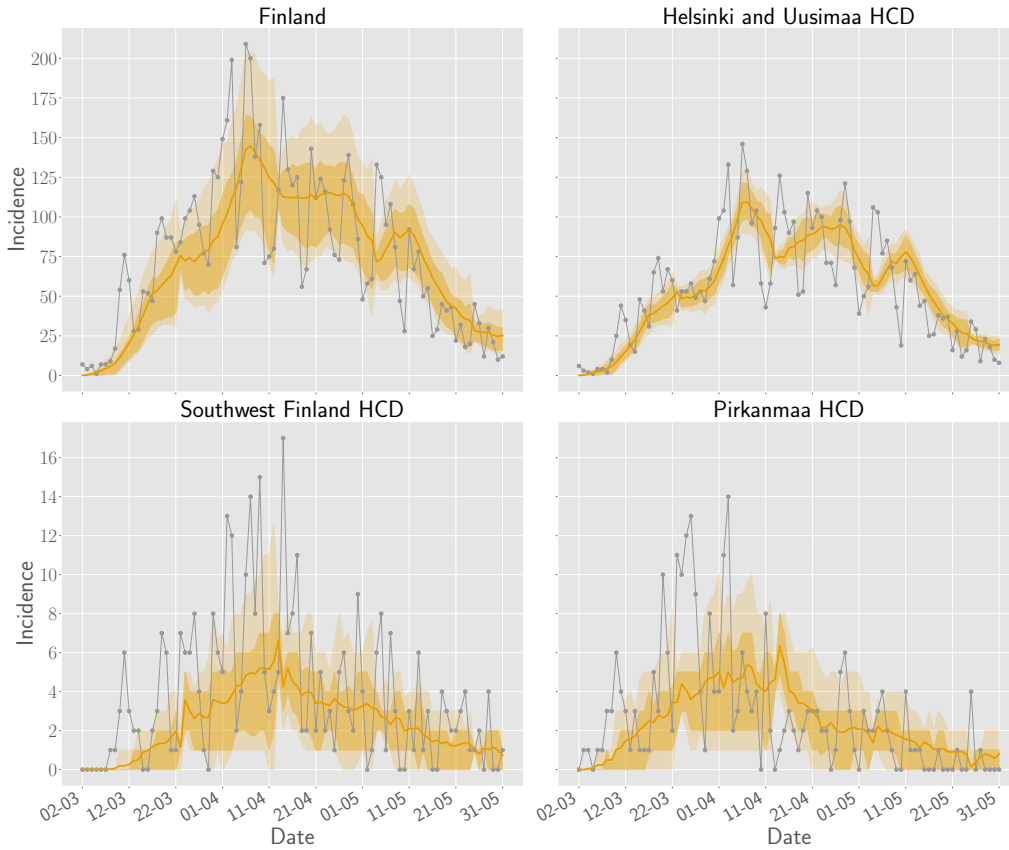 Finland
Helsinki and Uusimaa HCD
Incidence
200
175
150
125
100
75
50
25
0
Southwest Finland HCD
Pirkanmaa HCD
Incidence
16
14
12
10
8
6
4
2
0
02-03 12-03 22-03 01-04 11-04 21-04 01-05 11-05 21-05 31-05
02-03 12-03 22-03 01-04 11-04 21-04 01-05 11-05 21-05 31-05
Date
Date